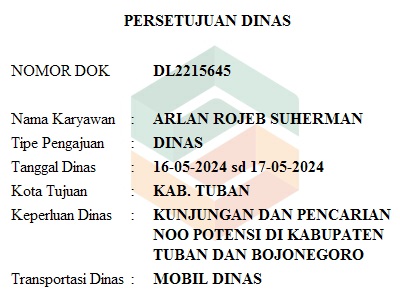 PERSETUJUAN DINAS
NOMOR DOK DL2215645
Nama Karyawan : ARLAN ROJEB SUHERMAN
Tipe Pengajuan : DINAS
Tanggal Dinas : 16-05-2024 sd 17-05-2024
Kota Tujuan : KAB. TUBAN
Keperluan Dinas : KUNJUNGAN DAN PENCARIAN
NOO POTENSI DI KABUPATEN
TUBAN DAN BOJONEGORO
Transportasi Dinas : MOBIL DINAS